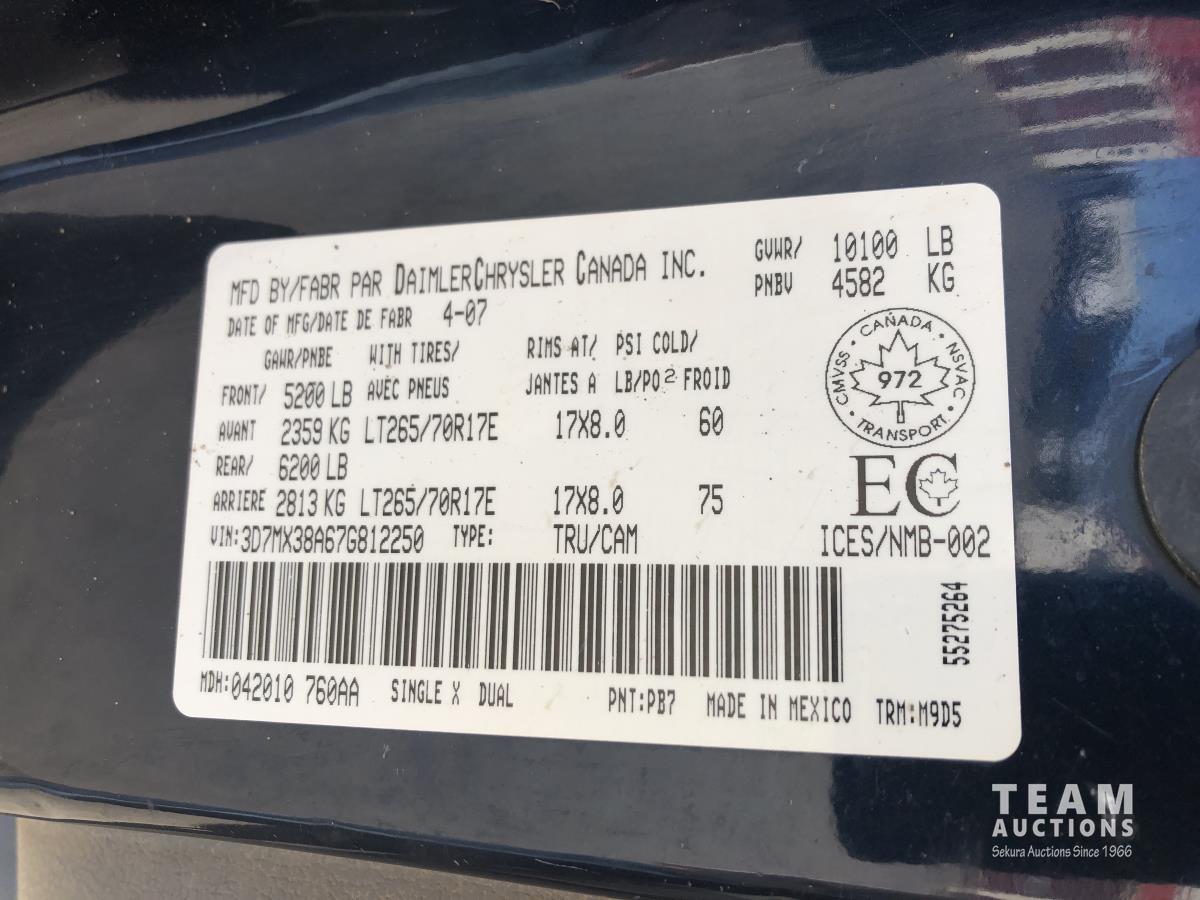 MFD BY/FABR PAR DAIMLERCHRYSLER CANADA INC.
GVWR/ 10100 LB
PNBV 4582 KG
DATE OF MFG/DATE DE FABR 4-07
GAWR/PNBE WITH TIRES/ RIMS AT/ PSI COLD/
FRONT/ 5200 LB AVEC PNEUS JANTES A LB/PO² FROID
AVANT 2359 KG LT265/70R17E 17X8.0 60
REAR/ 6200 LB
ARRIERE 2813 KG LT265/70R17E 17X8.0 75
CANADA · NSVAC · TRANSPORT · CMVSS ·
972
EC
VIN:3D7MX38A67G812250 TYPE: TRU/CAM ICES/NMB-002
55275264
MDH:042010 760AA SINGLE X DUAL PNT:PB7 MADE IN MEXICO TRM:M9D5
TEAM
AUCTIONS
Sekura Auctions Since 1966